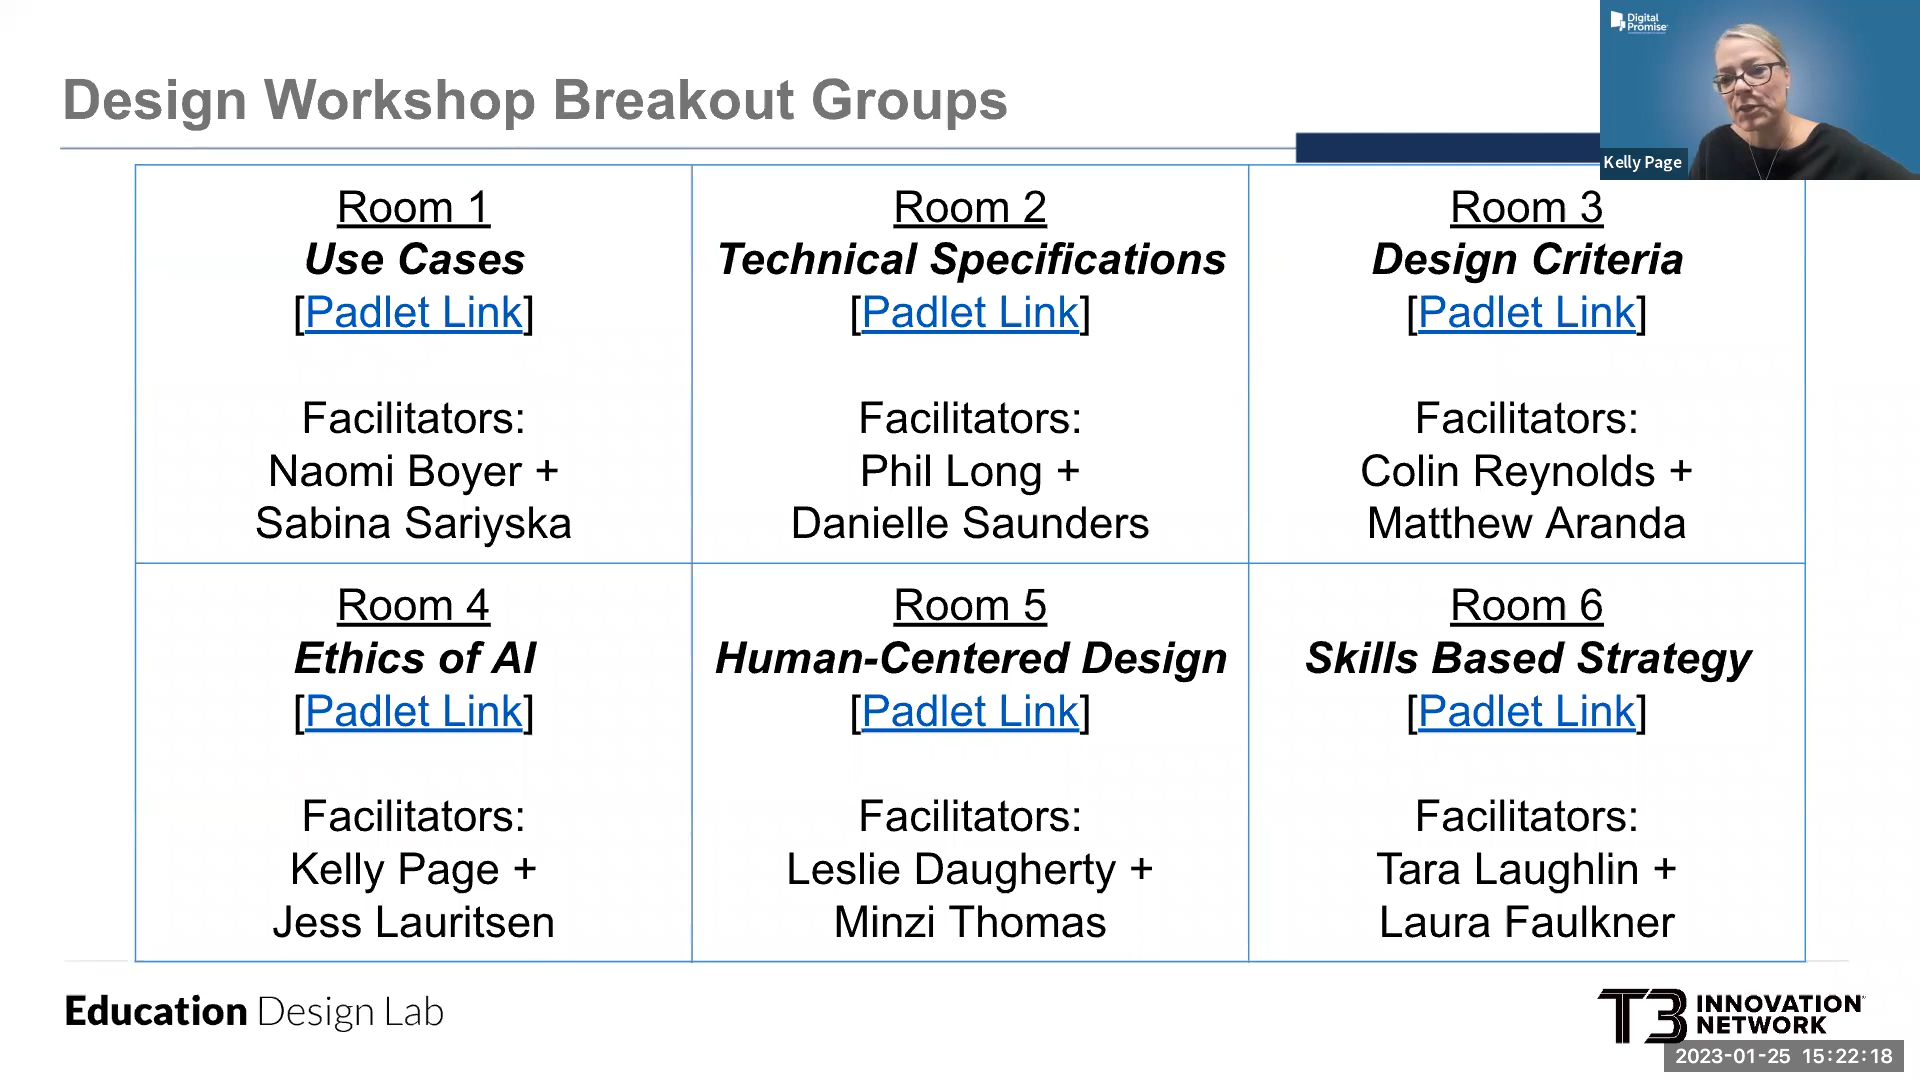 Digital
Promise
Kelly Page
Design Workshop Breakout Groups
Room 1
Use Cases
[Padlet Link]
Facilitators:
Naomi Boyer +
Sabina Sariyska
Room 2
Technical Specifications
[Padlet Link]
Facilitators:
Phil Long +
Danielle Saunders
Room 3
Design Criteria
[Padlet Link]
Facilitators:
Colin Reynolds +
Matthew Aranda
Room 4
Ethics of AI
[Padlet Link]
Facilitators:
Kelly Page +
Jess Lauritsen
Room 5
Human-Centered Design
[Padlet Link]
Facilitators:
Leslie Daugherty +
Minzi Thomas
Room 6
Skills Based Strategy
[Padlet Link]
Facilitators:
Tara Laughlin +
Laura Faulkner
Education Design Lab
T3 INNOVATION
NETWORK
2023-01-25 15:22:18